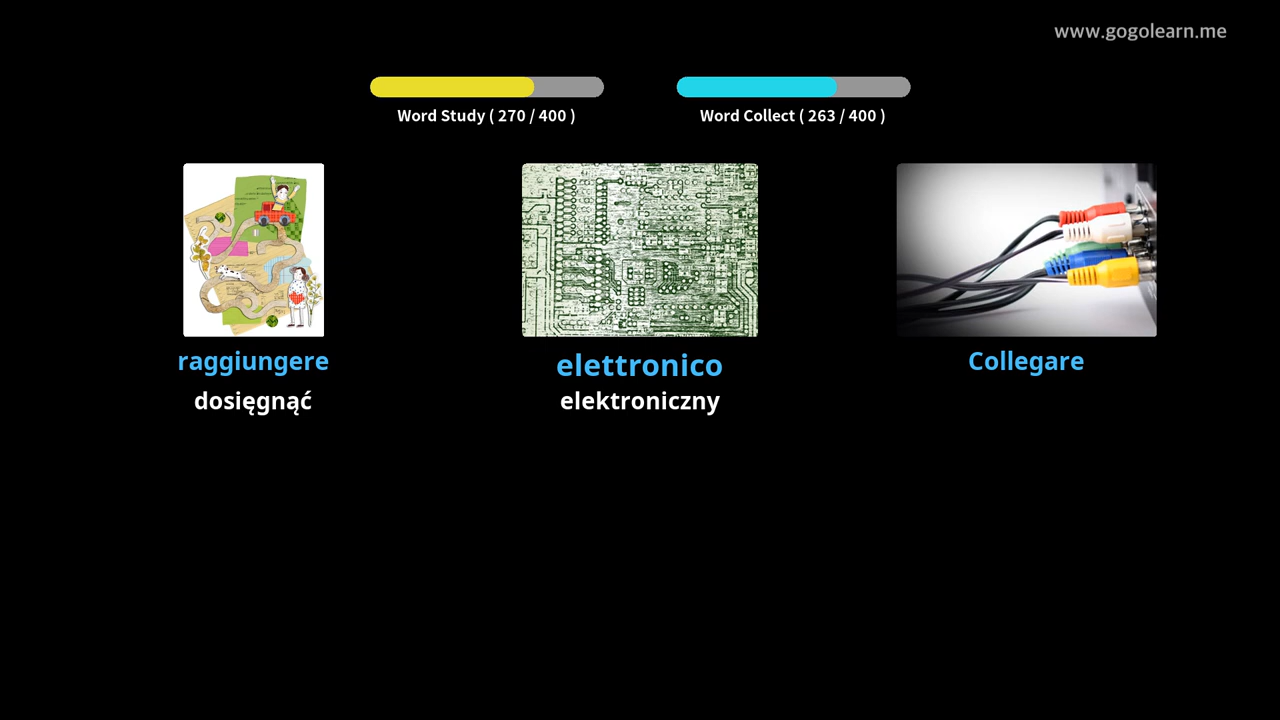 www.gogolearn.me
Word Study ( 270 / 400 )
Word Collect ( 263 / 400 )
raggiungere
elettronico
Collegare
dosięgnąć
elektroniczny